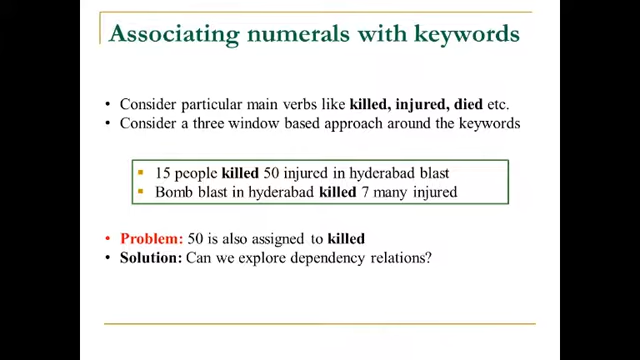 Associating numerals with keywords
• Consider particular main verbs like killed, injured, died etc.
• Consider a three window based approach around the keywords
▪ 15 people killed 50 injured in hyderabad blast
▪ Bomb blast in hyderabad killed 7 many injured
• Problem: 50 is also assigned to killed
• Solution: Can we explore dependency relations?